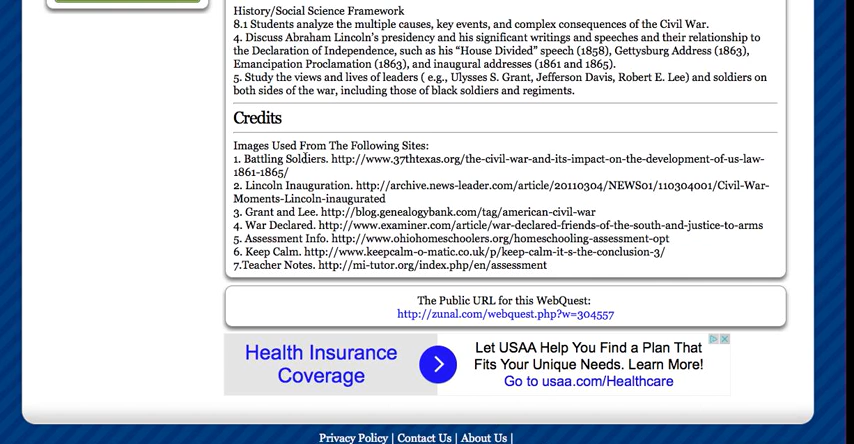 History/Social Science Framework
8.1 Students analyze the multiple causes, key events, and complex consequences of the Civil War.
4. Discuss Abraham Lincoln's presidency and his significant writings and speeches and their relationship to
the Declaration of Independence, such as his “House Divided” speech (1858), Gettysburg Address (1863),
Emancipation Proclamation (1863), and inaugural addresses (1861 and 1865).
5. Study the views and lives of leaders ( e.g., Ulysses S. Grant, Jefferson Davis, Robert E. Lee) and soldiers on
both sides of the war, including those of black soldiers and regiments.
Credits
Images Used From The Following Sites:
1. Battling Soldiers. http://www.37thtexas.org/the-civil-war-and-its-impact-on-the-development-of-us-law-
1861-1865/
2. Lincoln Inauguration. http://archive.news-leader.com/article/20110304/NEWS01/110304001/Civil-War-
Moments-Lincoln-inaugurated
3. Grant and Lee. http://blog.genealogybank.com/tag/american-civil-war
4. War Declared. http://www.examiner.com/article/war-declared-friends-of-the-south-and-justice-to-arms
5. Assessment Info. http://www.ohiohomeschoolers.org/homeschooling-assessment-opt
6. Keep Calm. http://www.keepcalm-o-matic.co.uk/p/keep-calm-it-s-the-conclusion-3/
7.Teacher Notes. http://mi-tutor.org/index.php/en/assessment
The Public URL for this WebQuest:
http://zunal.com/webquest.php?w=304557
Health Insurance
Coverage
Let USAA Help You Find a Plan That
Fits Your Unique Needs. Learn More!
Go to usaa.com/Healthcare
Privacy Policy | Contact Us | About Us |